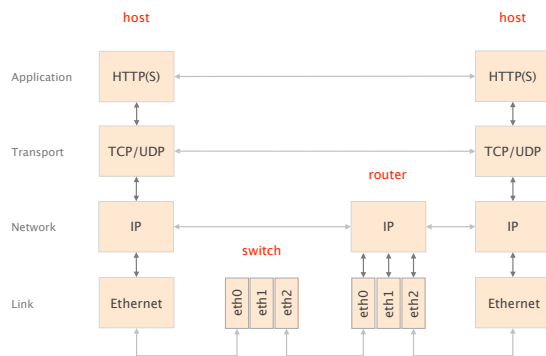 host
host
Application
HTTP(S)
HTTP(S)
Transport
TCP/UDP
TCP/UDP
router
Network
IP
IP
IP
switch
Link
Ethernet
eth0
eth1
eth2
eth0
eth1
eth2
Ethernet